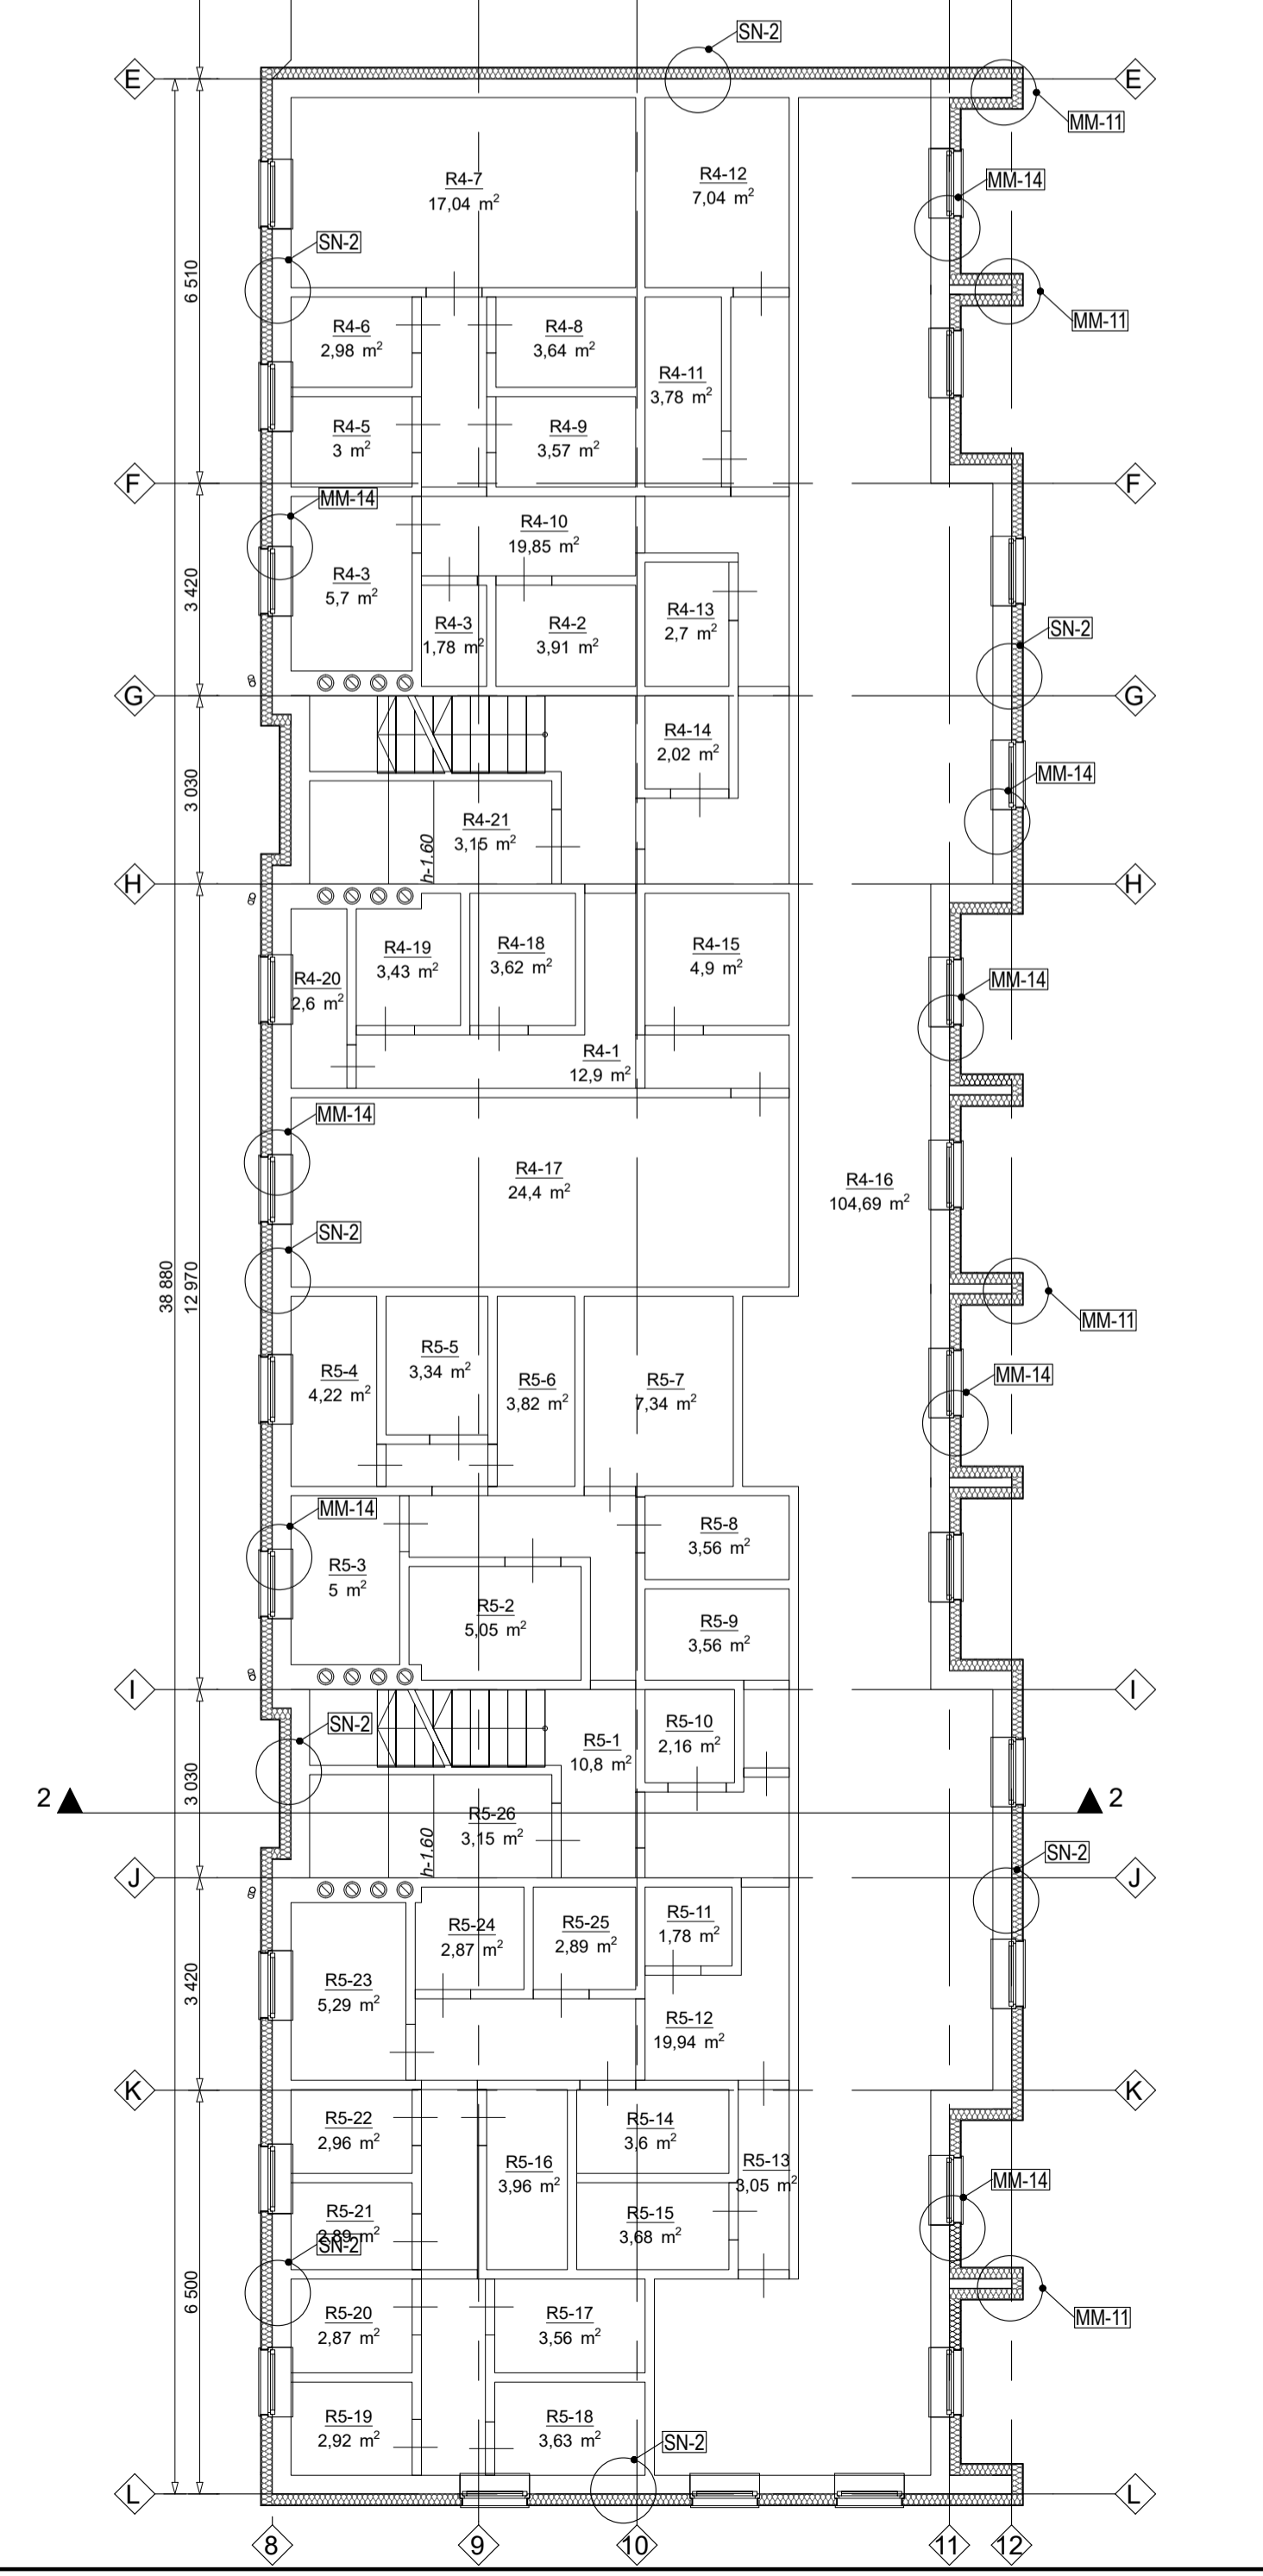 SN-2
E
E
MM-11
R4-7
17,04 m²
R4-12
7,04 m²
MM-14
SN-2
6 510
MM-11
R4-6
2,98 m²
R4-8
3,64 m²
R4-11
3,78 m²
R4-5
3 m²
R4-9
3,57 m²
F
F
MM-14
R4-10
19,85 m²
R4-3
5,7 m²
3 420
R4-3
1,78 m²
R4-2
3,91 m²
R4-13
2,7 m²
SN-2
G
G
R4-14
2,02 m²
MM-14
3 030
R4-21
3,15 m²
h-1.60
H
H
R4-19
3,43 m²
R4-18
3,62 m²
R4-15
4,9 m²
R4-20
2,6 m²
MM-14
R4-1
12,9 m²
MM-14
R4-17
24,4 m²
R4-16
104,69 m²
SN-2
38 880
12 970
MM-11
R5-5
3,34 m²
R5-4
4,22 m²
R5-6
3,82 m²
R5-7
7,34 m²
MM-14
MM-14
R5-8
3,56 m²
R5-3
5 m²
R5-2
5,05 m²
R5-9
3,56 m²
I
I
SN-2
R5-1
10,8 m²
R5-10
2,16 m²
3 030
2
2
R5-26
3,15 m²
h-1.60
SN-2
J
J
R5-24
2,87 m²
R5-25
2,89 m²
R5-11
1,78 m²
3 420
R5-23
5,29 m²
R5-12
19,94 m²
K
K
R5-22
2,96 m²
R5-14
3,6 m²
R5-16
3,96 m²
R5-13
3,05 m²
MM-14
R5-21
2,89 m²
R5-15
3,68 m²
SN-2
6 500
R5-20
2,87 m²
R5-17
3,56 m²
MM-11
R5-19
2,92 m²
R5-18
3,63 m²
SN-2
L
L
8
9
10
11
12